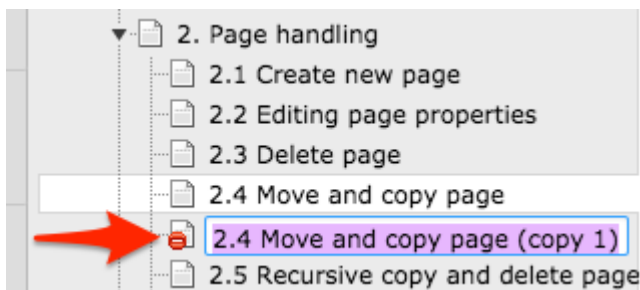 2. Page handling
2.1 Create new page
2.2 Editing page properties
2.3 Delete page
2.4 Move and copy page
2.4 Move and copy page (copy 1)
2.5 Recursive copy and delete page